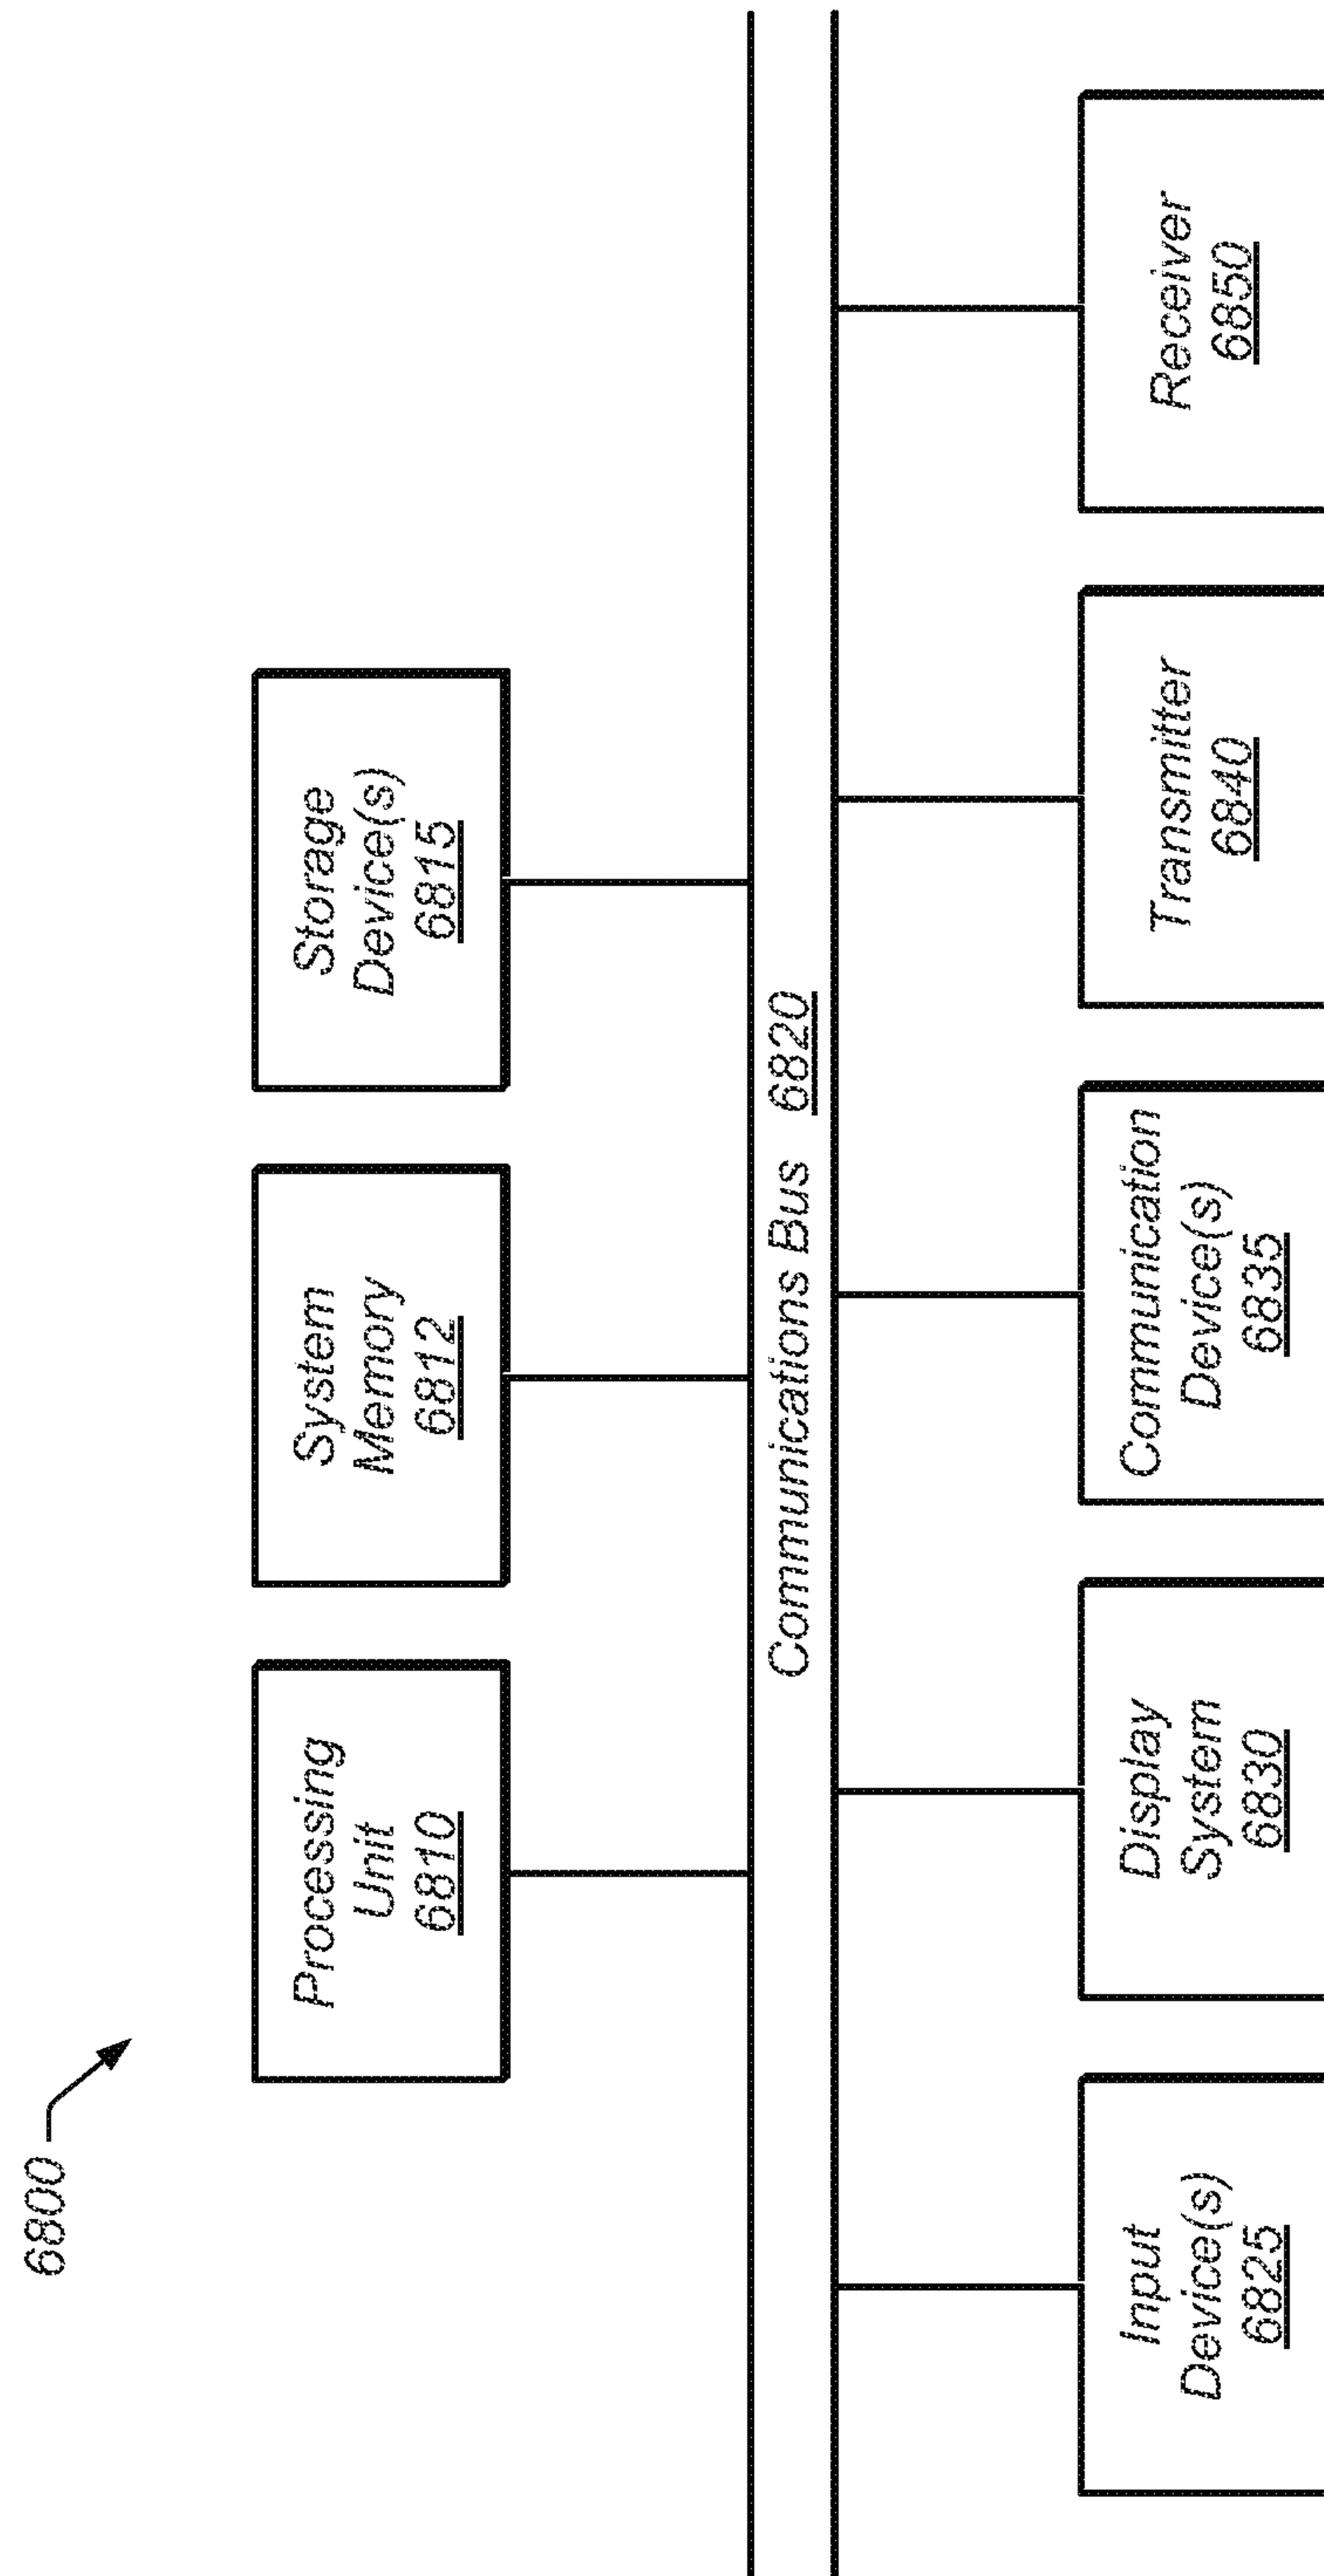 6800
Processing
Unit
6810
System
Memory
6812
Storage
Device(s)
6815
Communications Bus 6820
Input
Device(s)
6825
Display
System
6830
Communication
Device(s)
6835
Transmitter
6840
Receiver
6850